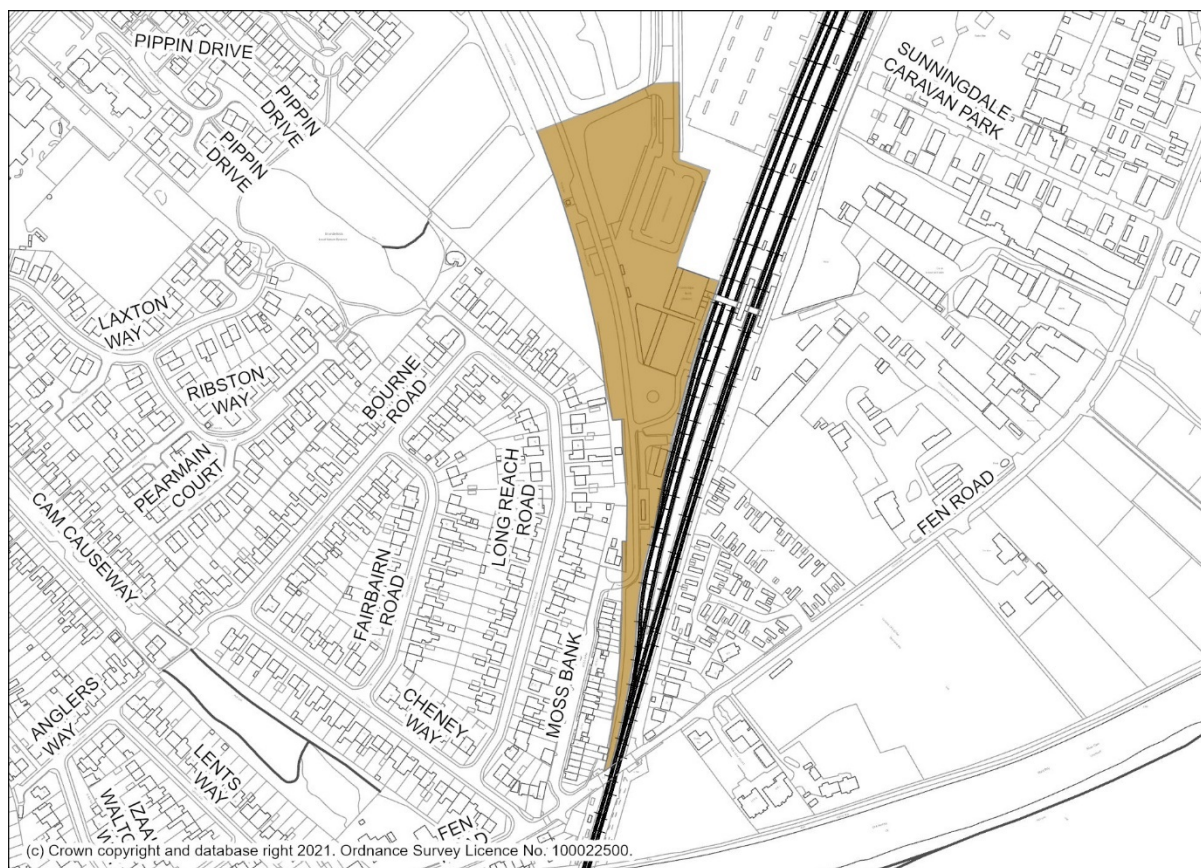 PIPPIN DRIVE
PIPPIN
DRIVE
PIPPIN
DRIVE
SUNNINGDALE
CARAVAN PARK
LAXTON
WAY
RIBSTON
WAY
BOURNE
ROAD
PEARMAIN
COURT
LONG REACH
ROAD
FEN ROAD
CAM CAUSEWAY
FAIRBAIRN
ROAD
MOSS BANK
CHENEY
WAY
ANGLERS
WAY
LENTS
WAY
FEN
(c) Crown copyright and database right 2021. Ordnance Survey Licence No. 100022500.